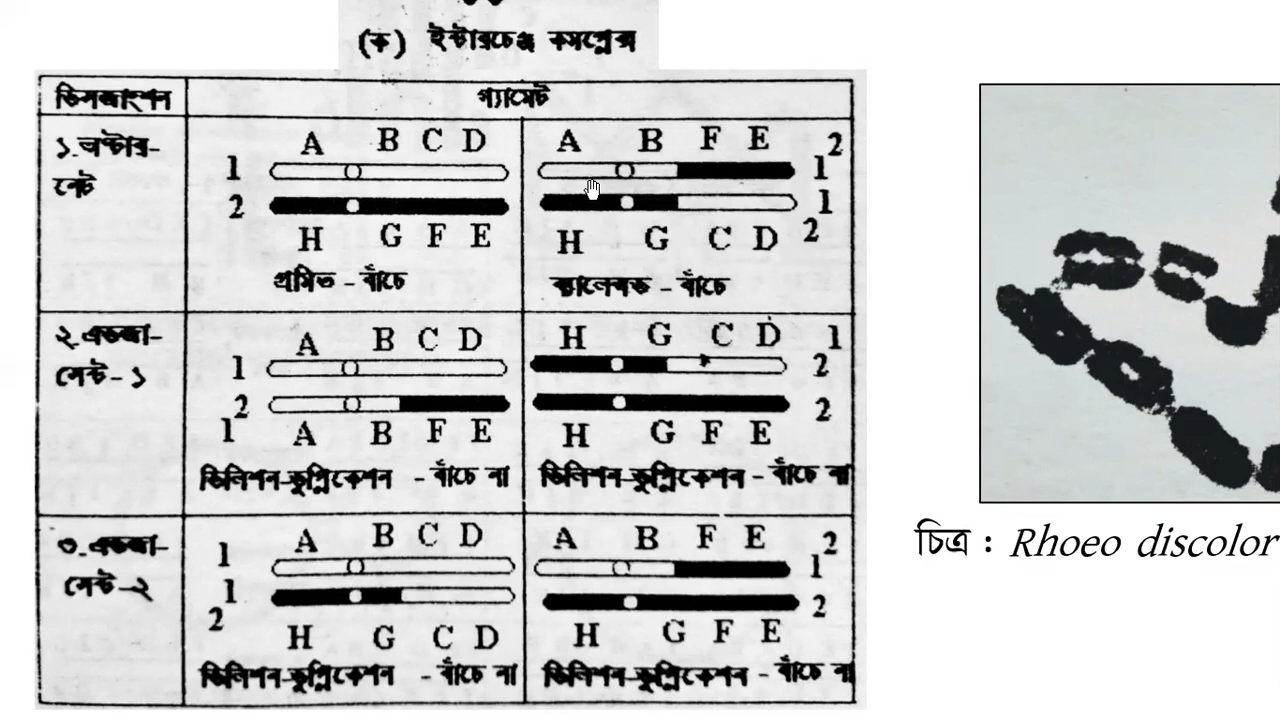 (ক) ইন্টারচেঞ্জ কমপ্লেক্স
ডিসজাংশন
গ্যামেট
১. অল্টার-
নেট
A B C D
1
2
H G F E
প্রমিত - বাঁচে
A B F E 2
1
1
H G C D 2
ব্যালেন্সড - বাঁচে
২. এডজা-
সেন্ট - ১
A B C D
1
2
1 A B F E
ডিলিশন-ডুপ্লিকেশন - বাঁচে না
H G C D 1
2
2
H G F E
ডিলিশন-ডুপ্লিকেশন - বাঁচে না
৩. এডজা-
সেন্ট -২
1 A B C D
1
2
H G C D
ডিলিশন-ডুপ্লিকেশন - বাঁচে না
A B F E 2
1
2
H G F E
ডিলিশন-ডুপ্লিকেশন - বাঁচে না
চিত্র : Rhoeo discolor